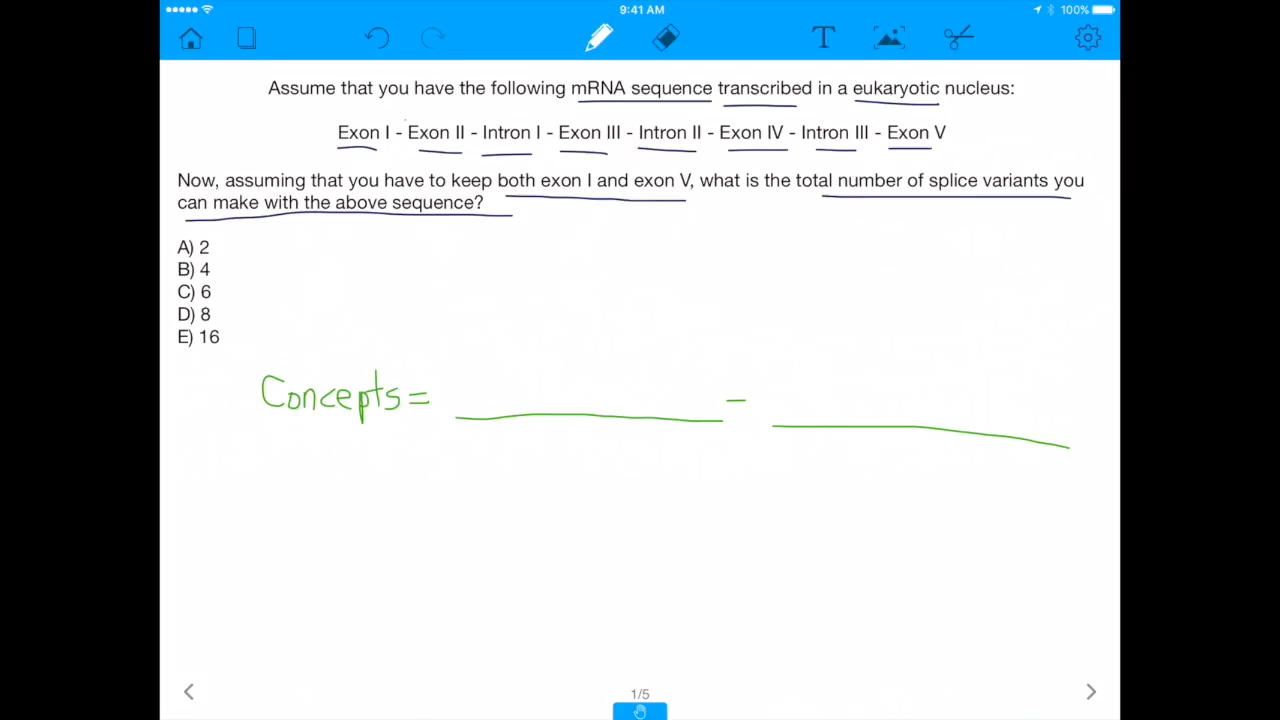 9:41 AM
100%
T
Assume that you have the following mRNA sequence transcribed in a eukaryotic nucleus:
Exon I - Exon II - Intron I - Exon III - Intron II - Exon IV - Intron III - Exon V
Now, assuming that you have to keep both exon I and exon V, what is the total number of splice variants you
can make with the above sequence?
A) 2
B) 4
C) 6
D) 8
E) 16
Concepts = ____ - ____
1/5